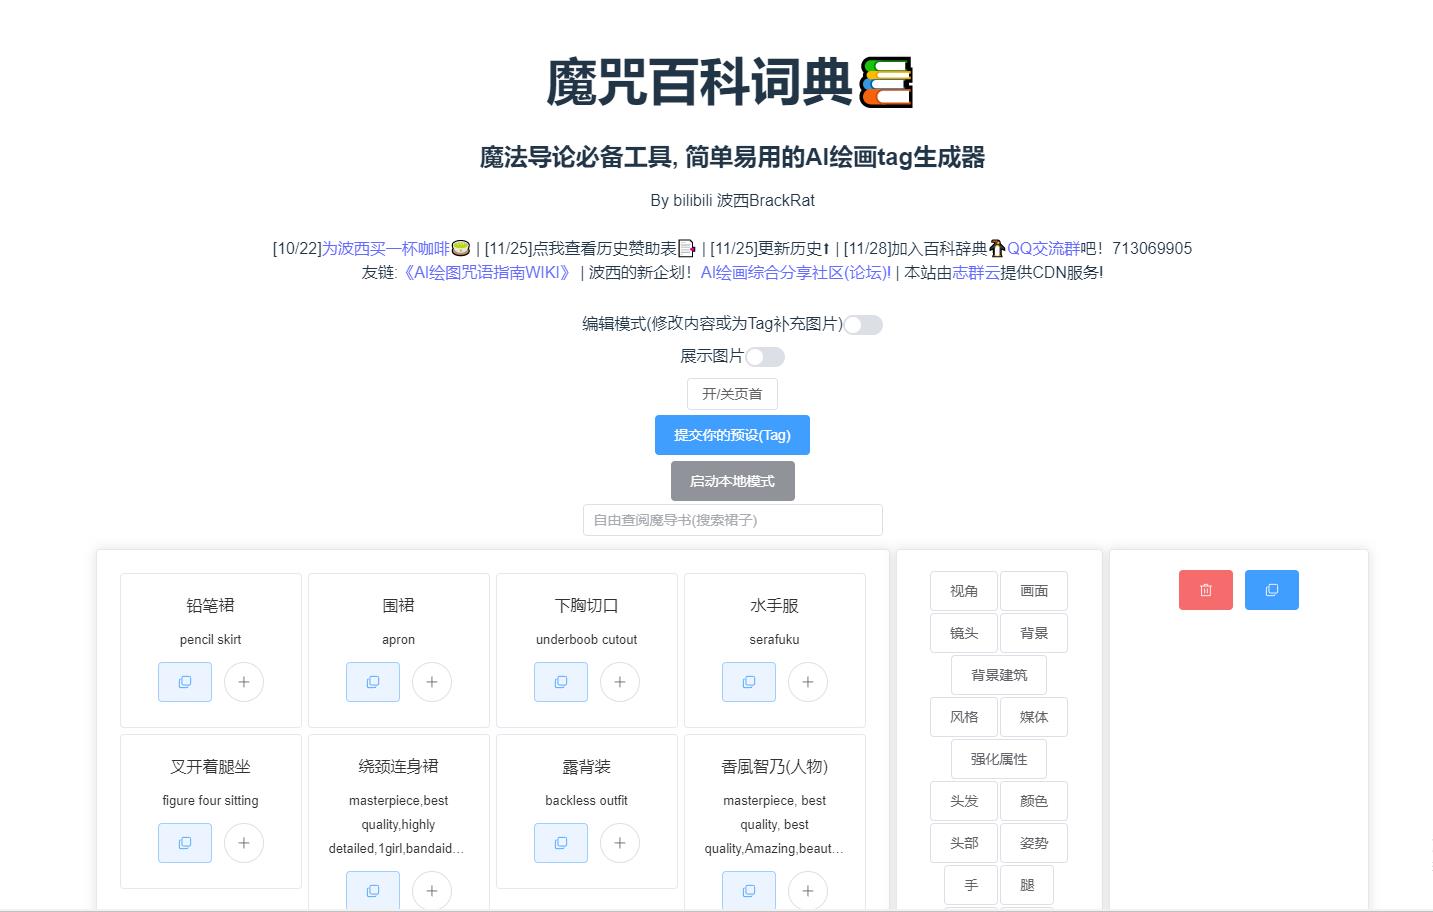 魔咒百科词典
魔法导论必备工具, 简单易用的AI绘画tag生成器
By bilibili 波西BrackRat
[10/22]为波西买一杯咖啡🍵 | [11/25]点我查看历史赞助表📑 | [11/25]更新历史⬆ | [11/28]加入百科辞典🐧QQ交流群吧！713069905
友链:《AI绘图咒语指南WIKI》 | 波西的新企划！AI绘画综合分享社区(论坛)! | 本站由志群云提供CDN服务!
编辑模式(修改内容或为Tag补充图片)
展示图片
开/关页首
提交你的预设(Tag)
启动本地模式
自由查阅魔导书(搜索裙子)
铅笔裙
pencil skirt
围裙
apron
下胸切口
underboob cutout
水手服
serafuku
叉开着腿坐
figure four sitting
绕颈连身裙
masterpiece,best
quality,highly
detailed,1girl,bandaid…
露背装
backless outfit
香風智乃(人物)
masterpiece, best
quality, best
quality,Amazing,beaut…
视角 画面
镜头 背景
背景建筑
风格 媒体
强化属性
头发 颜色
头部 姿势
手 腿